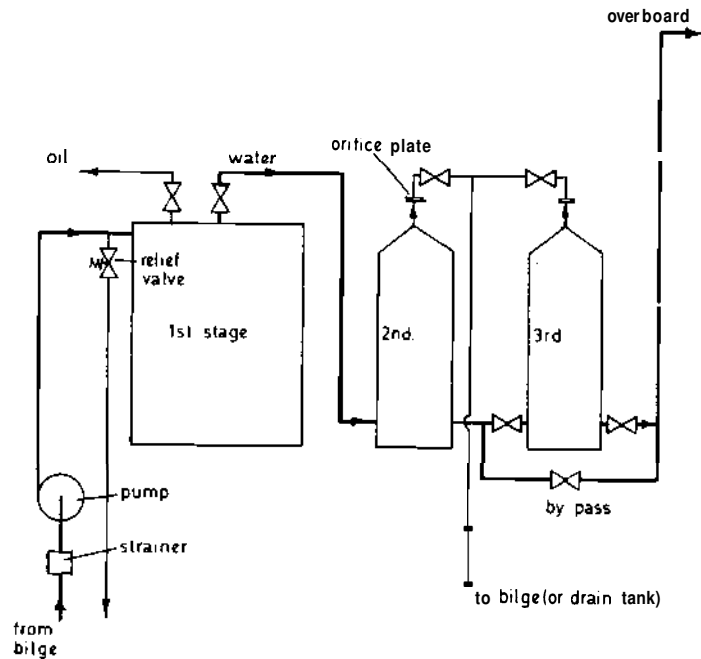 overboard
orifice plate
oil
water
relief
valve
1st stage
2nd.
3rd
pump
by pass
strainer
to bilge(or drain tank)
from
bilge